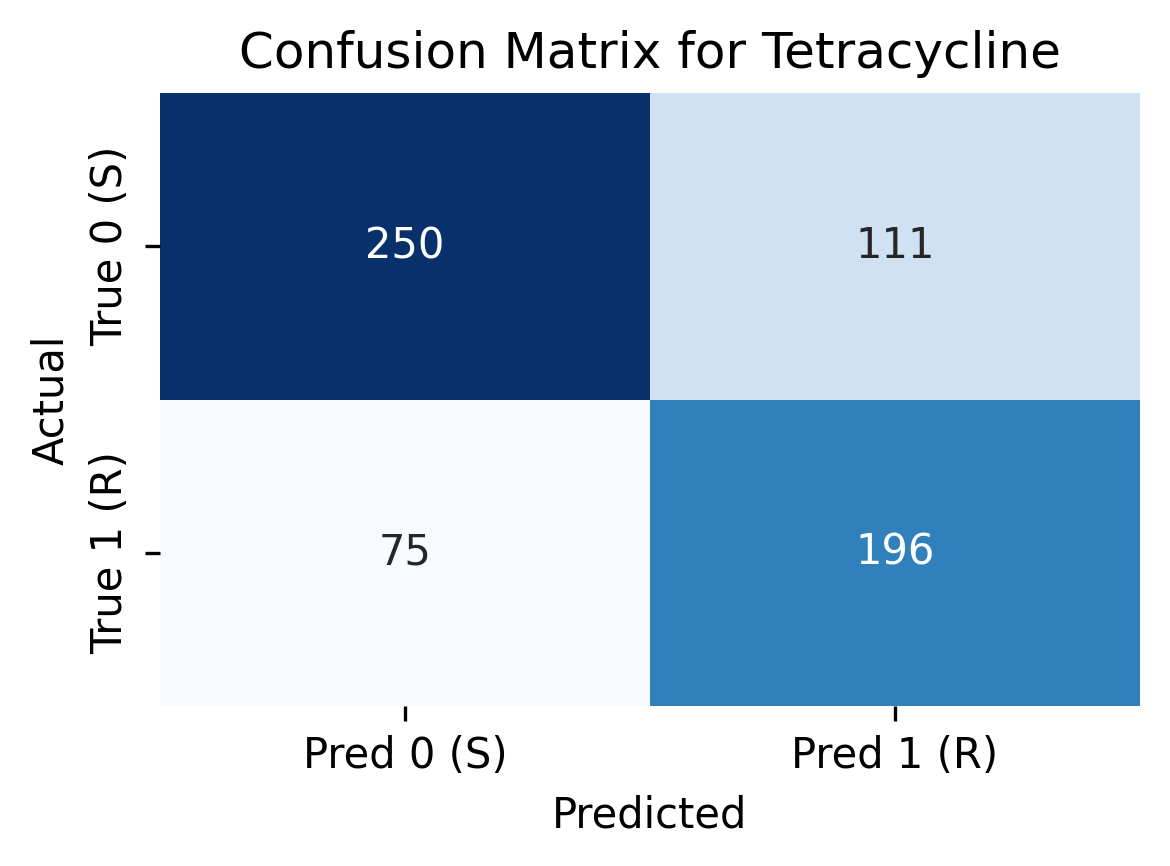 Confusion Matrix for Tetracycline
Actual
True 0 (S)
250
111
True 1 (R)
75
196
Pred 0 (S)
Pred 1 (R)
Predicted